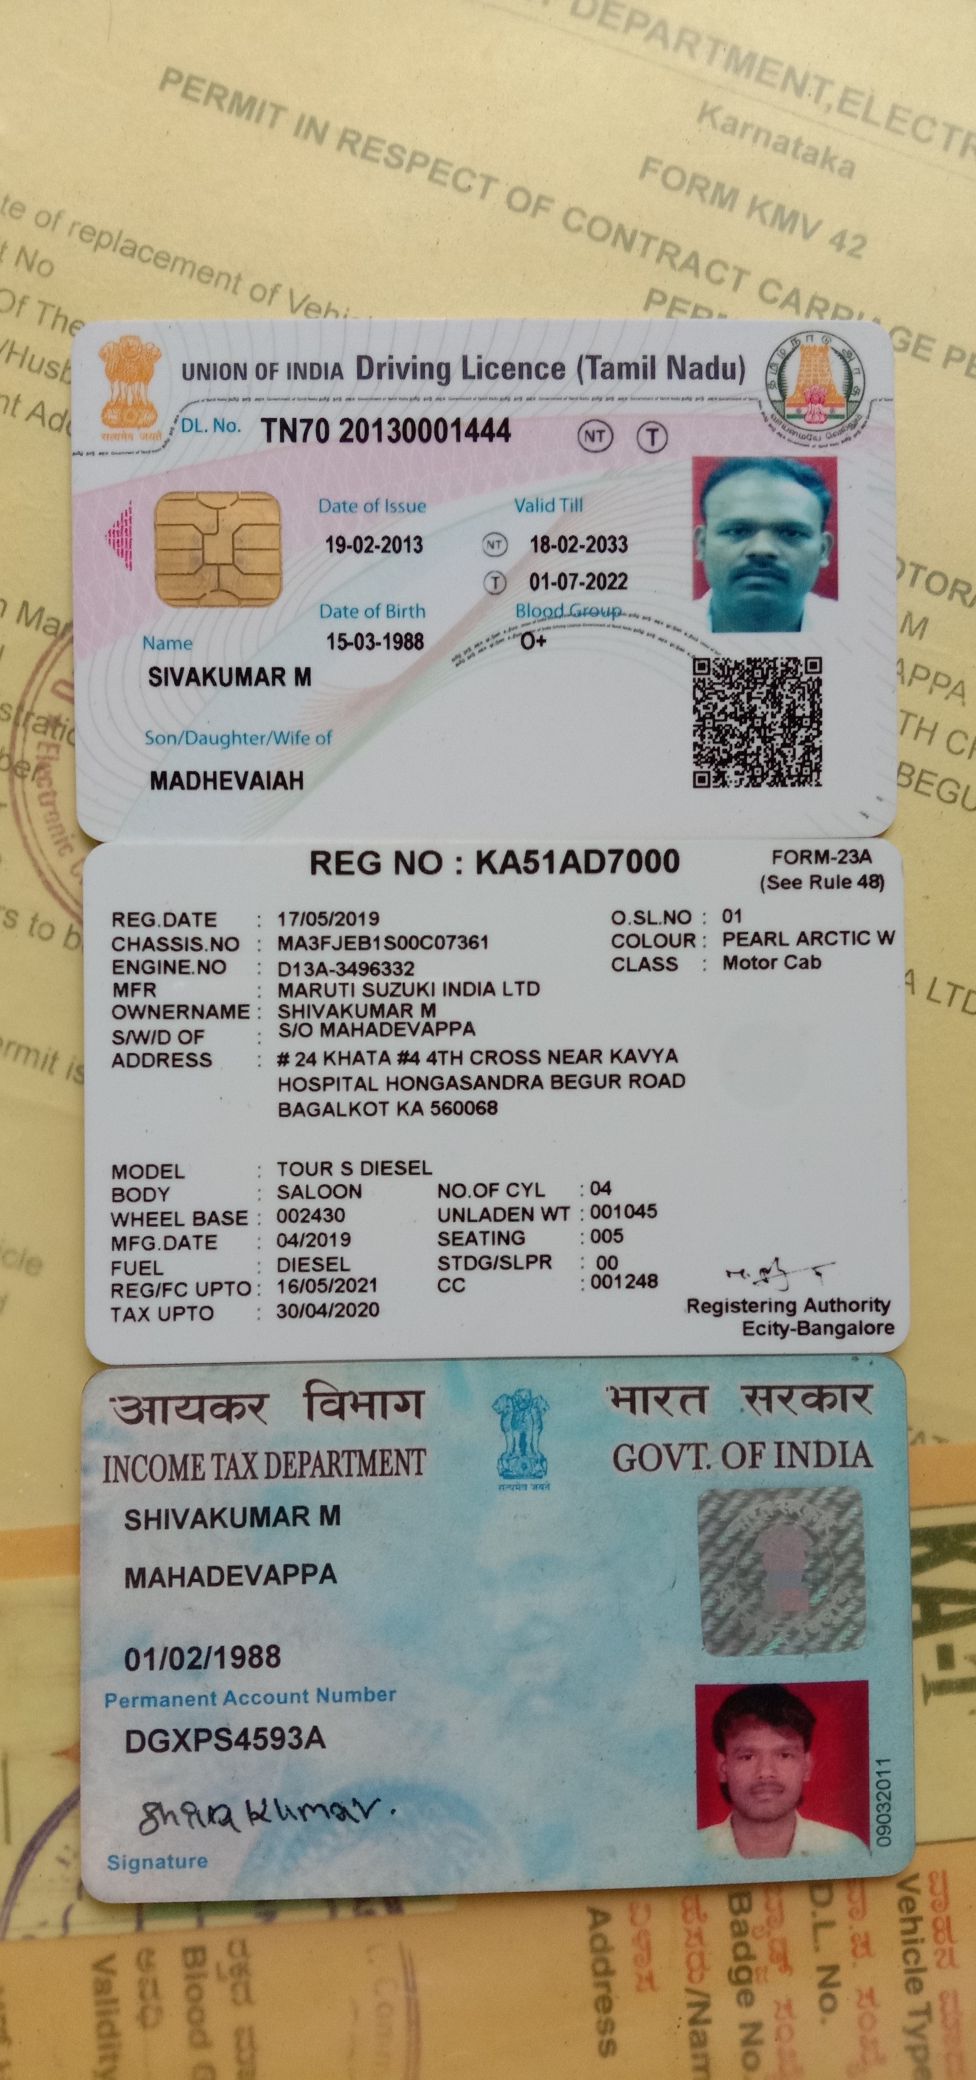 DEPARTMENT, ELECTR
Karnataka
PERMIT IN RESPECT OF CONTRACT CARRIAGE PE
FORM KMV 42
te of replacement of Vehi
t No
Of The
/Husb
UNION OF INDIA Driving Licence (Tamil Nadu)
सत्यमेव जयते
DL. No. TN70 20130001444 NT T
Date of Issue Valid Till
19-02-2013 NT 18-02-2033
T 01-07-2022
Date of Birth Blood Group
15-03-1988 O+
Name
SIVAKUMAR M
Son/Daughter/Wife of
MADHEVAIAH
REG NO : KA51AD7000 FORM-23A
(See Rule 48)
REG.DATE : 17/05/2019 O.SL.NO : 01
CHASSIS.NO : MA3FJEB1S00C07361 COLOUR : PEARL ARCTIC W
ENGINE.NO : D13A-3496332 CLASS : Motor Cab
MFR : MARUTI SUZUKI INDIA LTD
OWNERNAME : SHIVAKUMAR M
S/W/D OF : S/O MAHADEVAPPA
ADDRESS : # 24 KHATA #4 4TH CROSS NEAR KAVYA
HOSPITAL HONGASANDRA BEGUR ROAD
BAGALKOT KA 560068
MODEL : TOUR S DIESEL
BODY : SALOON NO.OF CYL : 04
WHEEL BASE : 002430 UNLADEN WT : 001045
MFG.DATE : 04/2019 SEATING : 005
FUEL : DIESEL STDG/SLPR : 00
REG/FC UPTO : 16/05/2021 CC : 001248
TAX UPTO : 30/04/2020
Registering Authority
Ecity-Bangalore
आयकर विभाग भारत सरकार
INCOME TAX DEPARTMENT GOVT. OF INDIA
सत्यमेव जयते
SHIVAKUMAR M
MAHADEVAPPA
01/02/1988
Permanent Account Number
DGXPS4593A
Shivakumar.
Signature
09032011
KA-1
Validity
Blood G
Address
Badge No.
D.L. No.
Vehicle Type